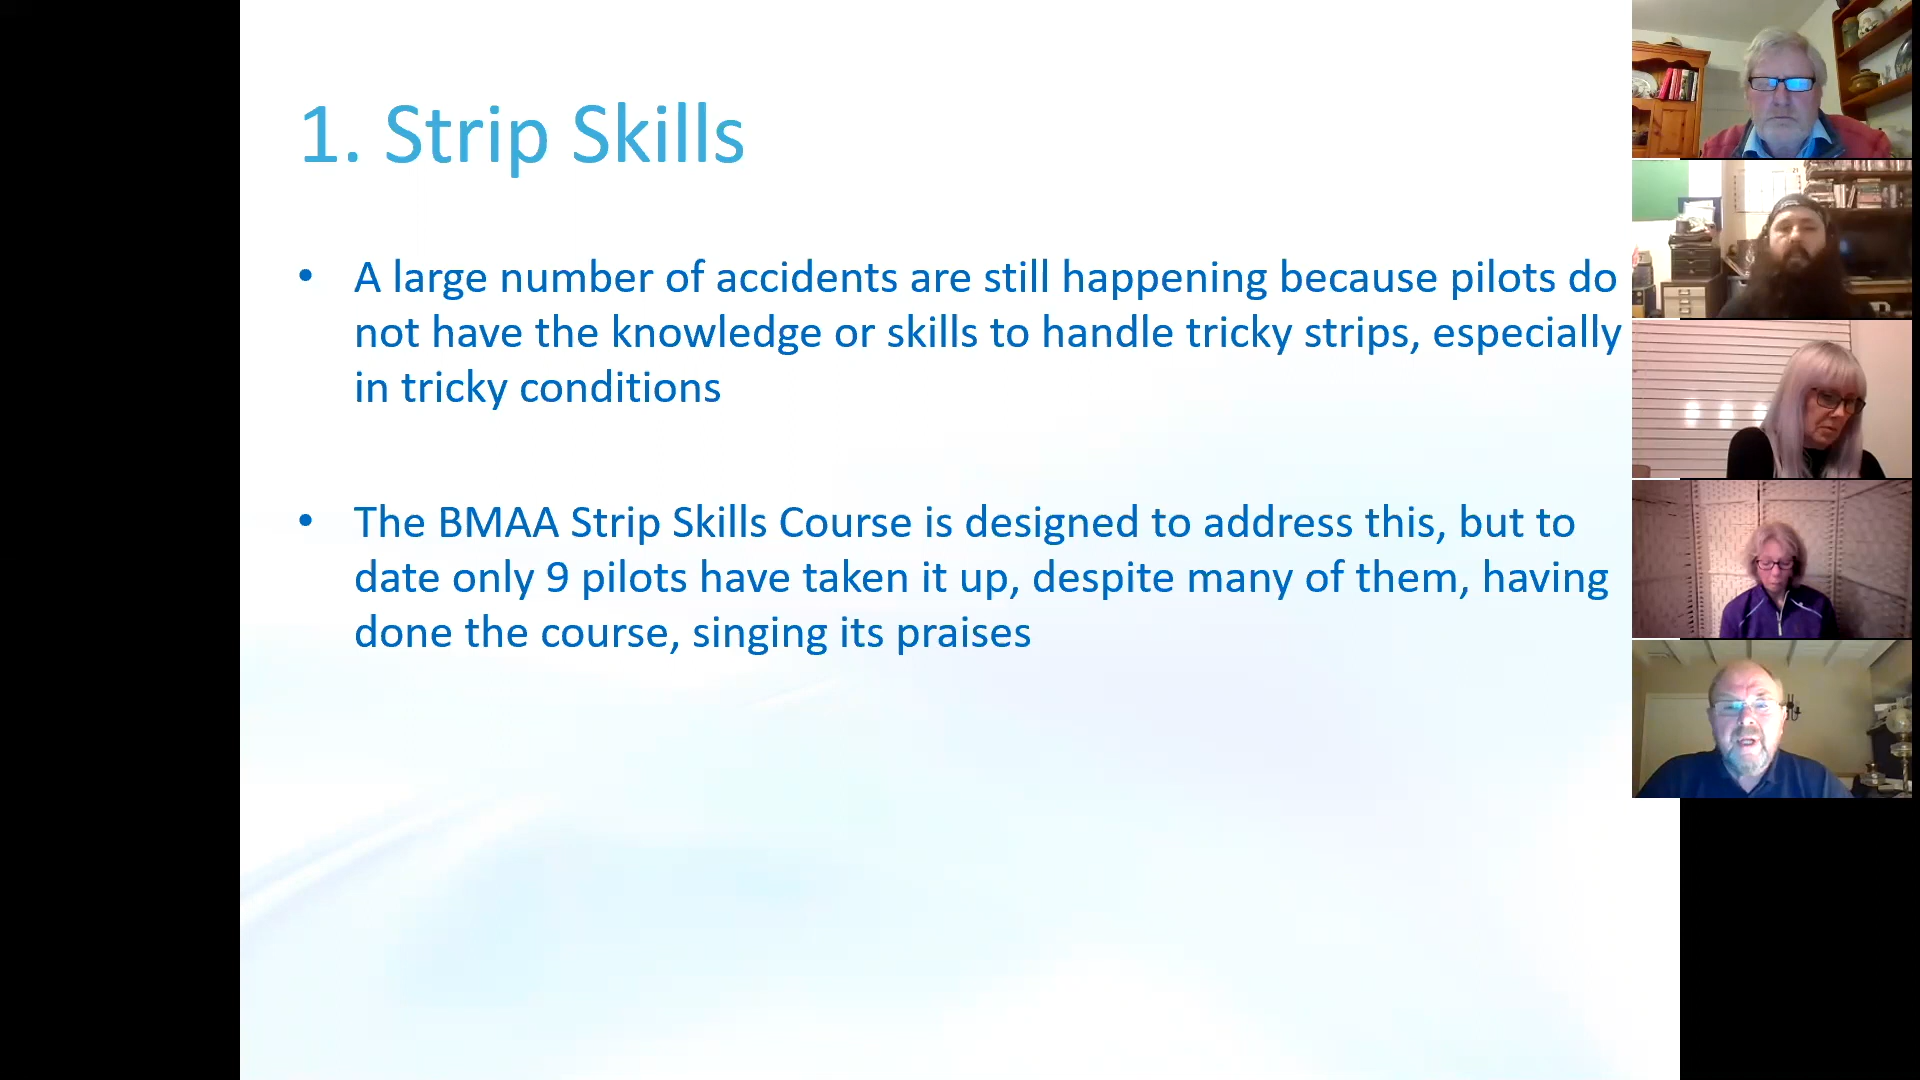 1. Strip Skills
• A large number of accidents are still happening because pilots do
not have the knowledge or skills to handle tricky strips, especially
in tricky conditions
• The BMAA Strip Skills Course is designed to address this, but to
date only 9 pilots have taken it up, despite many of them, having
done the course, singing its praises